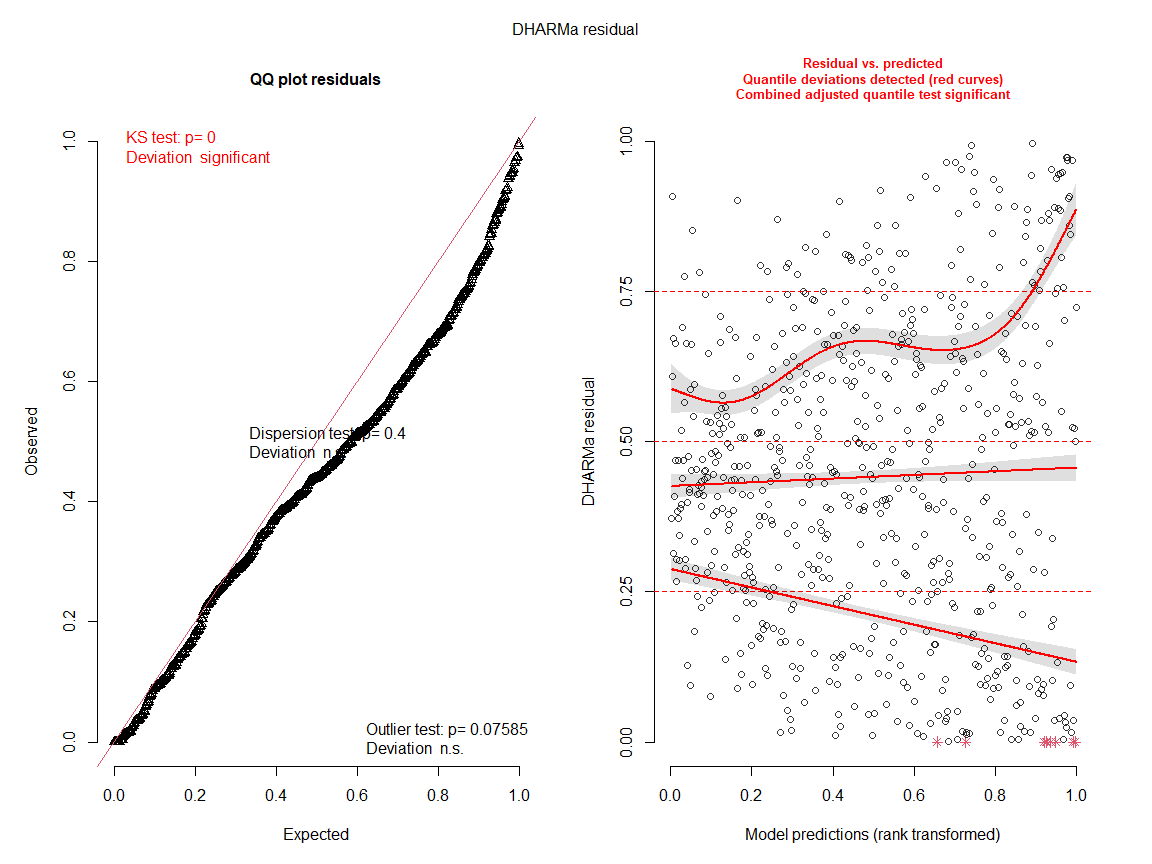 DHARMa residual
QQ plot residuals
KS test: p= 0
Deviation significant
Dispersion test: p= 0.4
Deviation n.s.
Outlier test: p= 0.07585
Deviation n.s.
Observed
0.0 0.2 0.4 0.6 0.8 1.0
Expected
0.0 0.2 0.4 0.6 0.8 1.0
Residual vs. predicted
Quantile deviations detected (red curves)
Combined adjusted quantile test significant
DHARMa residual
0.00 0.25 0.50 0.75 1.00
0.0 0.2 0.4 0.6 0.8 1.0
Model predictions (rank transformed)